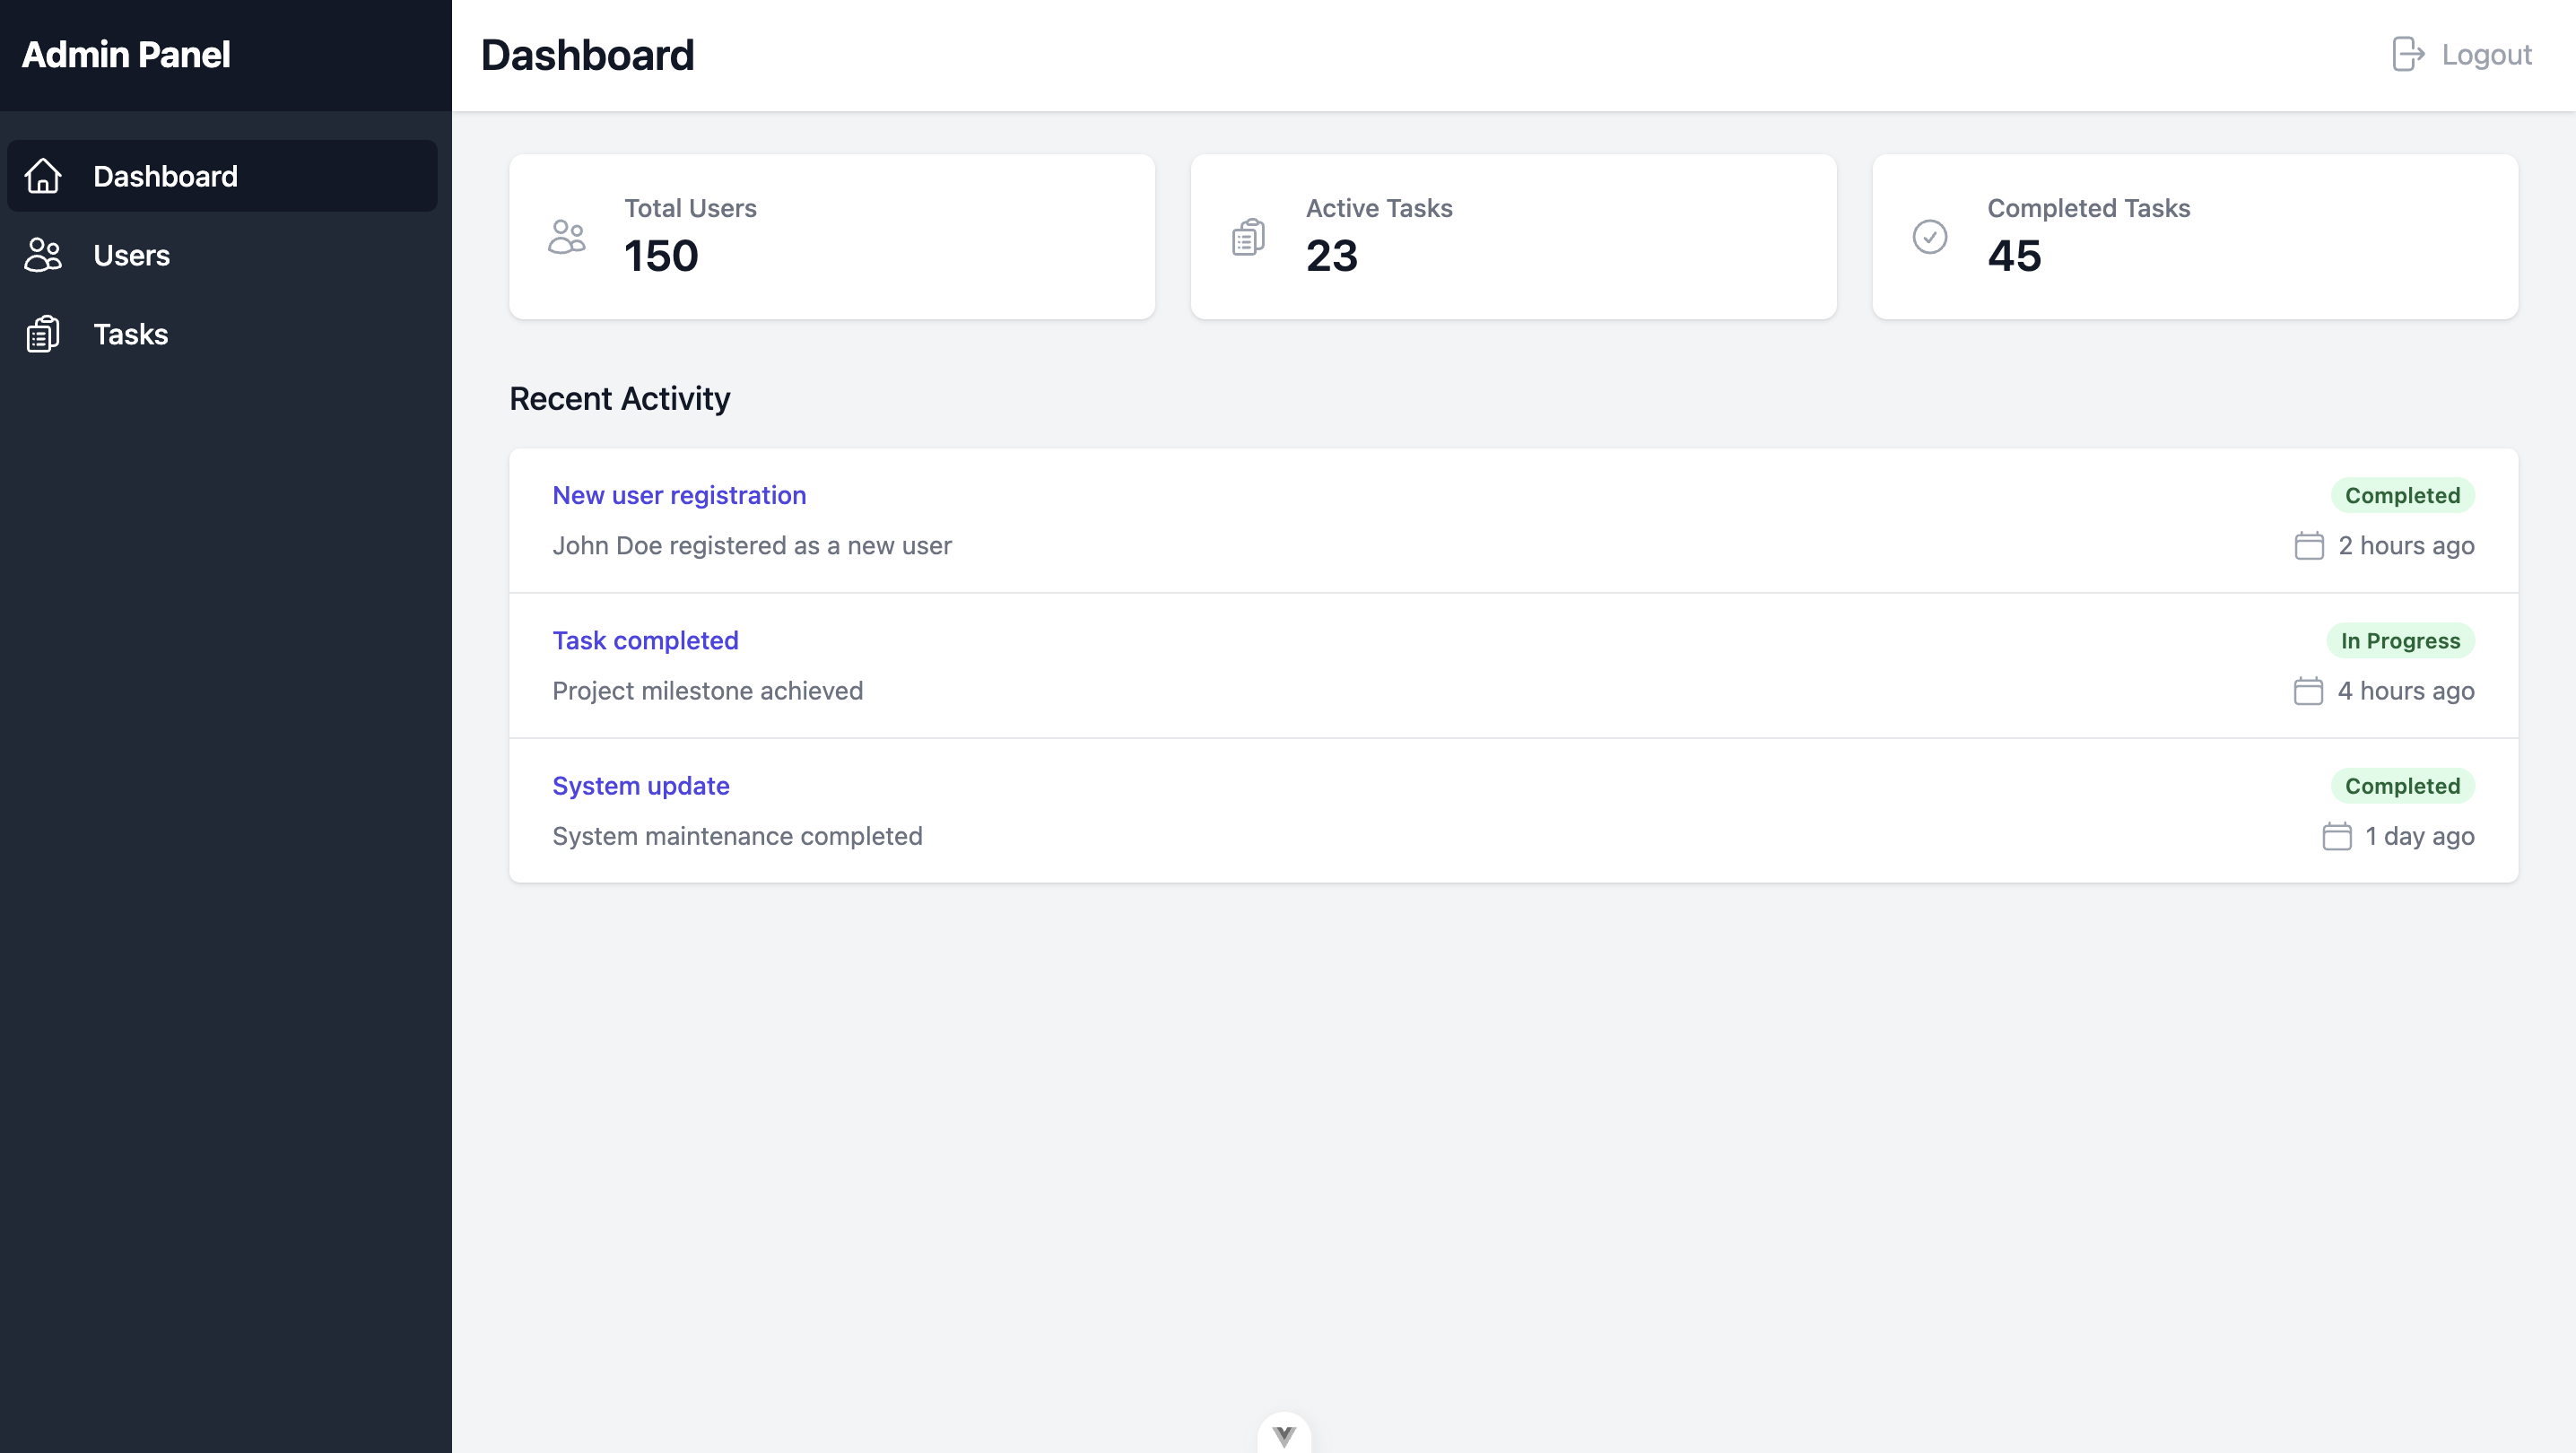 Admin Panel
Dashboard
Users
Tasks
Dashboard
Logout
Total Users
150
Active Tasks
23
Completed Tasks
45
Recent Activity
New user registration
Completed
John Doe registered as a new user
2 hours ago
Task completed
In Progress
Project milestone achieved
4 hours ago
System update
Completed
System maintenance completed
1 day ago